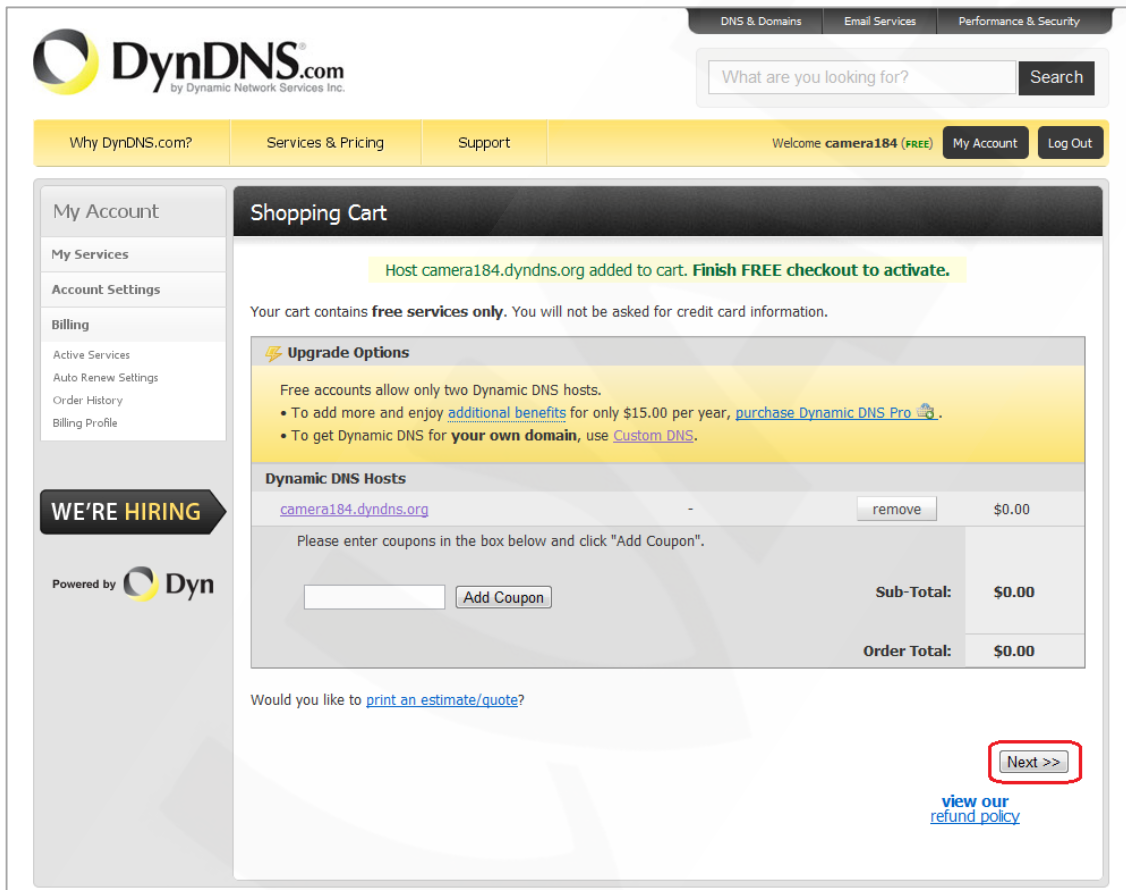 DNS & Domains
Email Services
Performance & Security
DynDNS.com
by Dynamic Network Services Inc.
What are you looking for?
Search
Why DynDNS.com?
Services & Pricing
Support
Welcome camera184 (FREE)
My Account
Log Out
My Account
My Services
Account Settings
Billing
Active Services
Auto Renew Settings
Order History
Billing Profile
WE'RE HIRING
Powered by Dyn
Shopping Cart
Host camera184.dyndns.org added to cart. Finish FREE checkout to activate.
Your cart contains free services only. You will not be asked for credit card information.
Upgrade Options
Free accounts allow only two Dynamic DNS hosts.
• To add more and enjoy additional benefits for only $15.00 per year, purchase Dynamic DNS Pro .
• To get Dynamic DNS for your own domain, use Custom DNS.
Dynamic DNS Hosts
camera184.dyndns.org - remove $0.00
Please enter coupons in the box below and click "Add Coupon".
Add Coupon
Sub-Total: $0.00
Order Total: $0.00
Would you like to print an estimate/quote?
Next >>
view our
refund policy